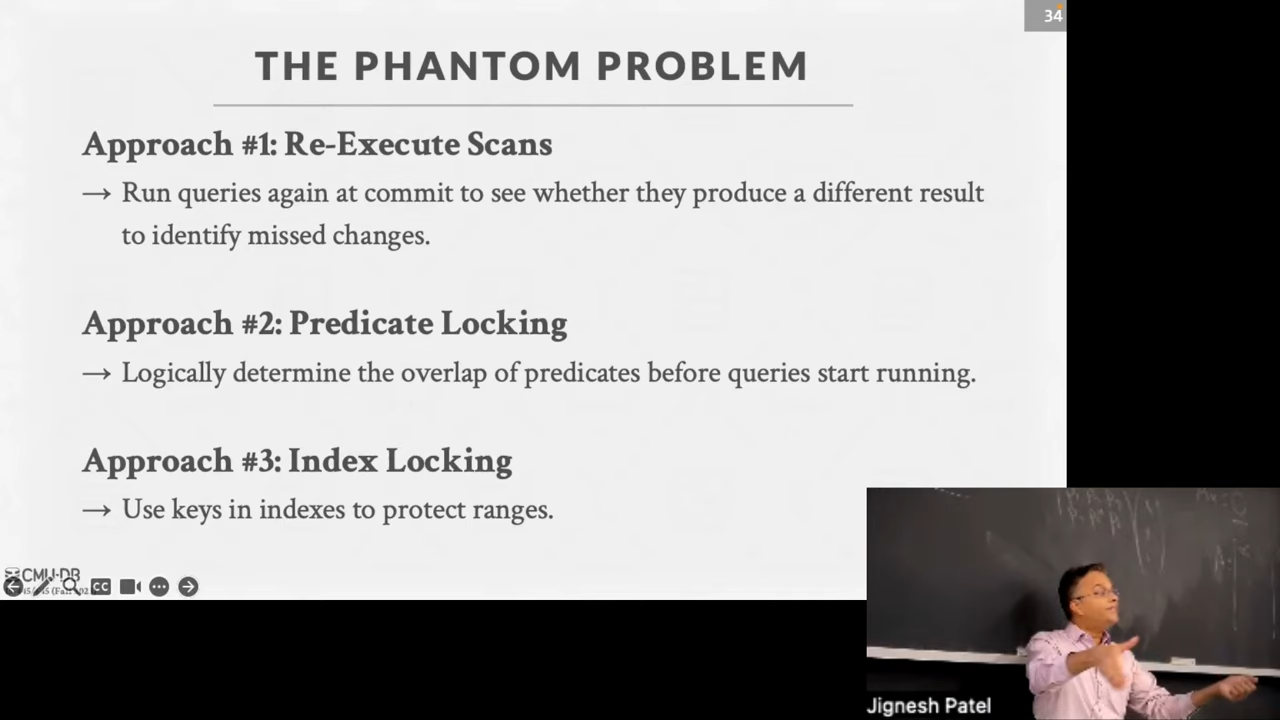 34
THE PHANTOM PROBLEM
Approach #1: Re-Execute Scans
→ Run queries again at commit to see whether they produce a different result
to identify missed changes.
Approach #2: Predicate Locking
→ Logically determine the overlap of predicates before queries start running.
Approach #3: Index Locking
→ Use keys in indexes to protect ranges.
CMU-DB
CC
Jignesh Patel